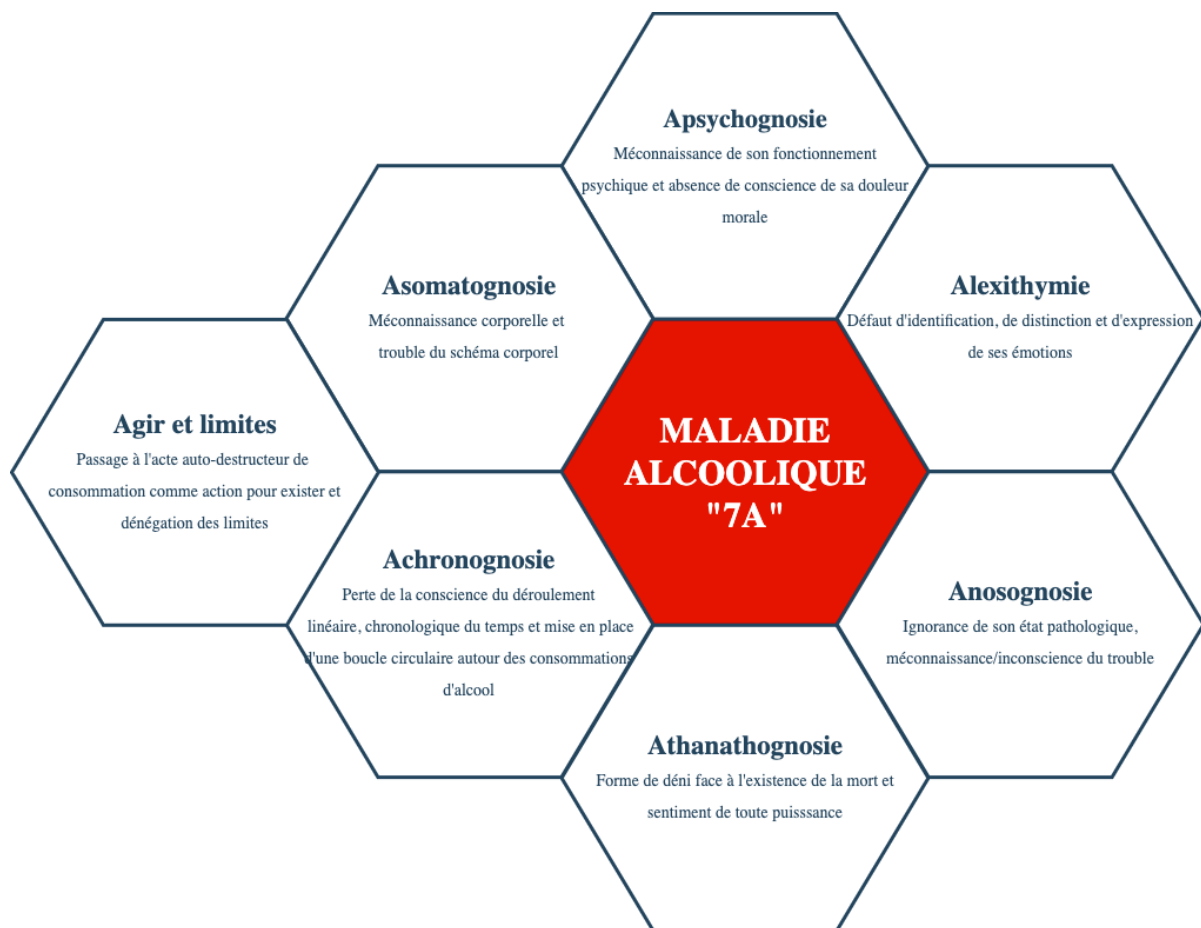 Apsychognosie
Méconnaissance de son fonctionnement
psychique et absence de conscience de sa douleur
morale
Asomatognosie
Méconnaissance corporelle et
trouble du schéma corporel
Alexithymie
Défaut d'identification, de distinction et d'expression
de ses émotions
Agir et limites
Passage à l'acte auto-destructeur de
consommation comme action pour exister et
dénégation des limites
MALADIE
ALCOOLIQUE
"7A"
Achronognosie
Perte de la conscience du déroulement
linéaire, chronologique du temps et mise en place
d'une boucle circulaire autour des consommations
d'alcool
Anosognosie
Ignorance de son état pathologique,
méconnaissance/inconscience du trouble
Athanathognosie
Forme de déni face à l'existence de la mort et
sentiment de toute puisssance